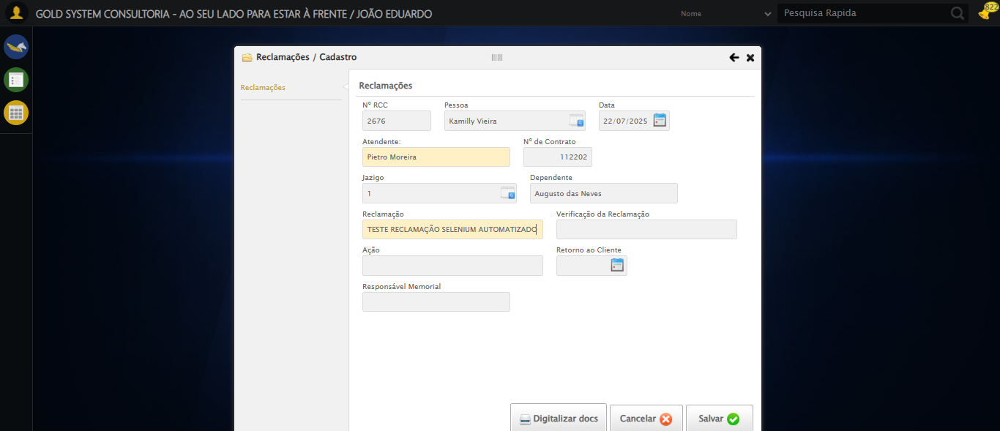 GOLD SYSTEM CONSULTORIA - AO SEU LADO PARA ESTAR À FRENTE / JOÃO EDUARDO
Nome
Pesquisa Rapida
822
Reclamações / Cadastro
Reclamações
Reclamações
Nº RCC
Pessoa
Data
2676
Kamilly Vieira
22/07/2025
Atendente:
Nº de Contrato
Pietro Moreira
112202
Jazigo
Dependente
1
Augusto das Neves
Reclamação
Verificação da Reclamação
TESTE RECLAMAÇÃO SELENIUM AUTOMATIZADO
Ação
Retorno ao Cliente
Responsável Memorial
Digitalizar docs
Cancelar
Salvar